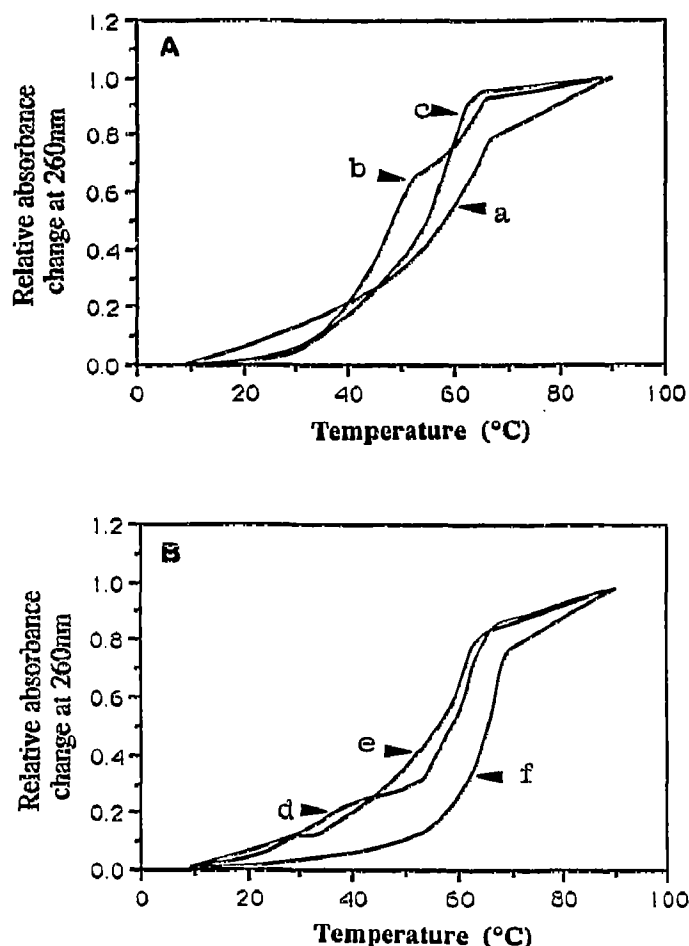 A
1.2
1.0
0.8
0.6
0.4
0.2
0.0
0 20 40 60 80 100
Relative absorbance
change at 260nm
Temperature (°C)
a
b
c
B
1.2
1.0
0.8
0.6
0.4
0.2
0.0
0 20 40 60 80 100
Relative absorbance
change at 260nm
Temperature (°C)
d
e
f